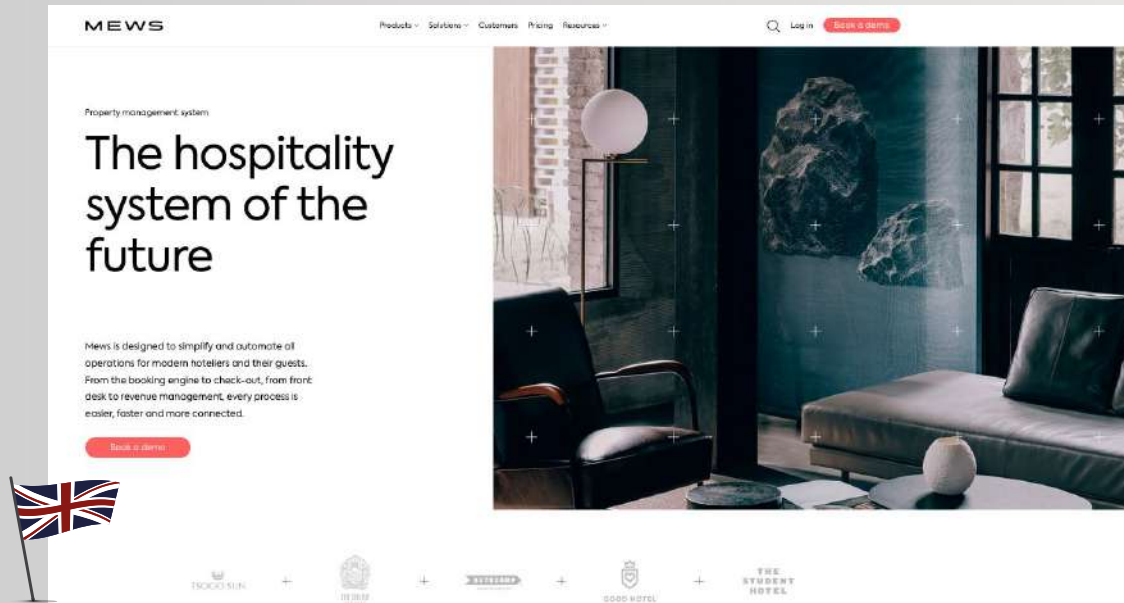 MEWS
Products Solutions Customers Pricing Resources Log in Book a demo
Property management system
The hospitality
system of the
future
Mews is designed to simplify and automate all
operations for modern hoteliers and their guests.
From the booking engine to check-out, from front
desk to revenue management, every process is
easier, faster and more connected.
Book a demo
TSOGO SUN
GOOD HOTEL
THE
STUDENT
HOTEL